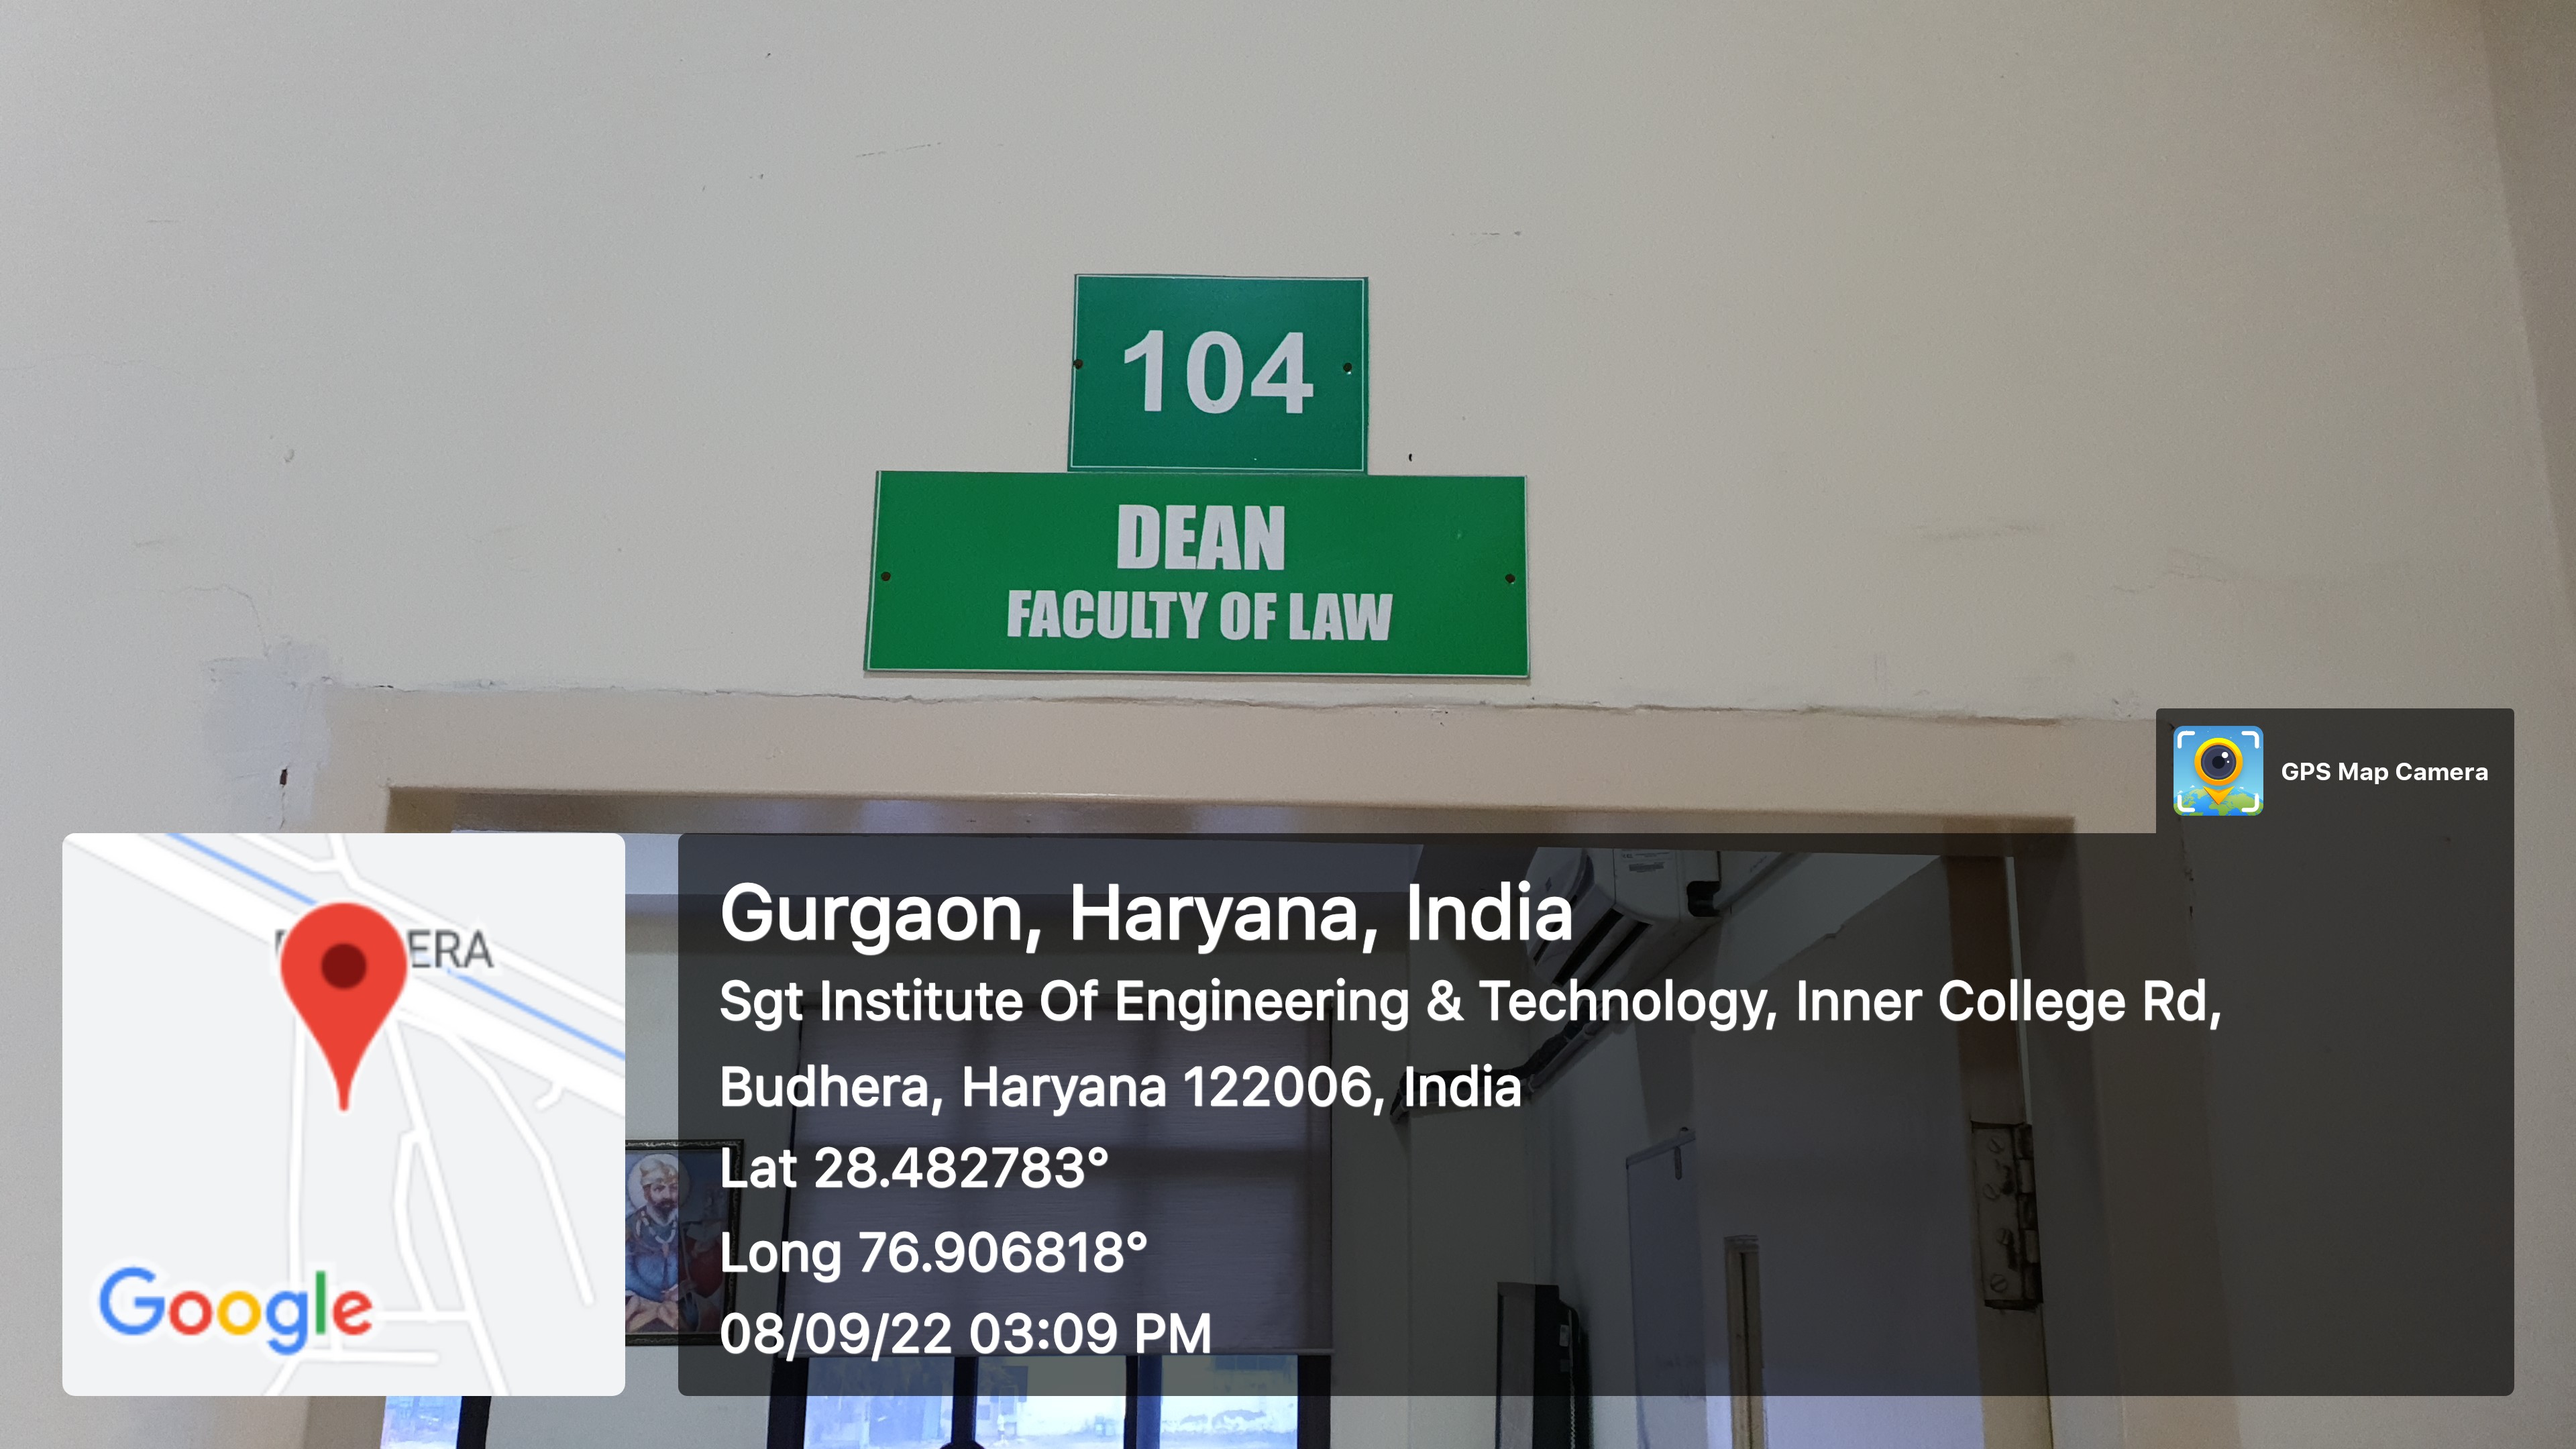 104
DEAN
FACULTY OF LAW
GPS Map Camera
ERA
Google
Gurgaon, Haryana, India
Sgt Institute Of Engineering & Technology, Inner College Rd,
Budhera, Haryana 122006, India
Lat 28.482783°
Long 76.906818°
08/09/22 03:09 PM